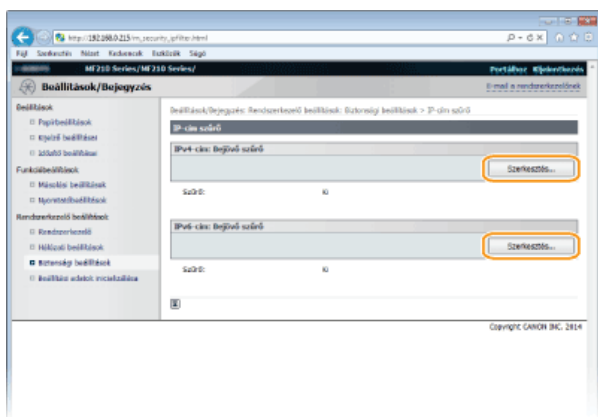 http://192.168.0.215/m_security_ipfilter.html
Fájl Szerkesztés Nézet Kedvencek Eszközök Súgó
MF210 Series/MF210 Series/
Portálhoz Kijelentkezés
Beállítások/Bejegyzés
E-mail a rendszerkezelőnek
Beállítások
Papírbeállítások
Kijelző beállításai
Időzítő beállításai
Funkcióbeállítások
Másolási beállítások
Nyomtatóbeállítások
Rendszerkezelő beállítások
Rendszerkezelő
Hálózati beállítások
Biztonsági beállítások
Beállítási adatok inicializálása
Beállítások/Bejegyzés: Rendszerkezelő beállítások: Biztonsági beállítások > IP-cím szűrő
IP-cím szűrő
IPv4-cím: Bejövő szűrő
Szerkesztés...
Szűrő: Ki
IPv6-cím: Bejövő szűrő
Szerkesztés...
Szűrő: Ki
Copyright CANON INC. 2014